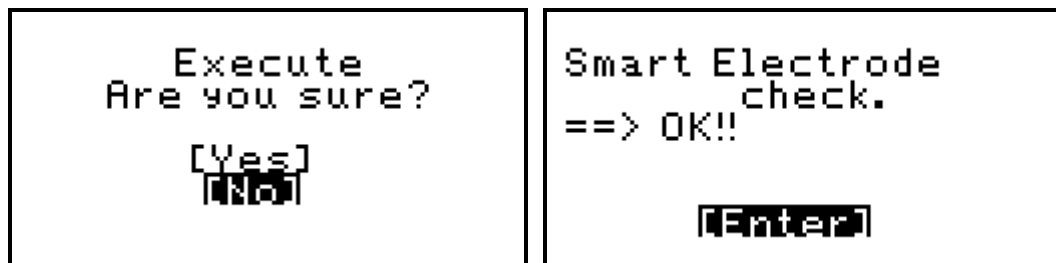 Execute
Are you sure?
[Yes]
[No]
Smart Electrode
check.
==> OK!!
[Enter]